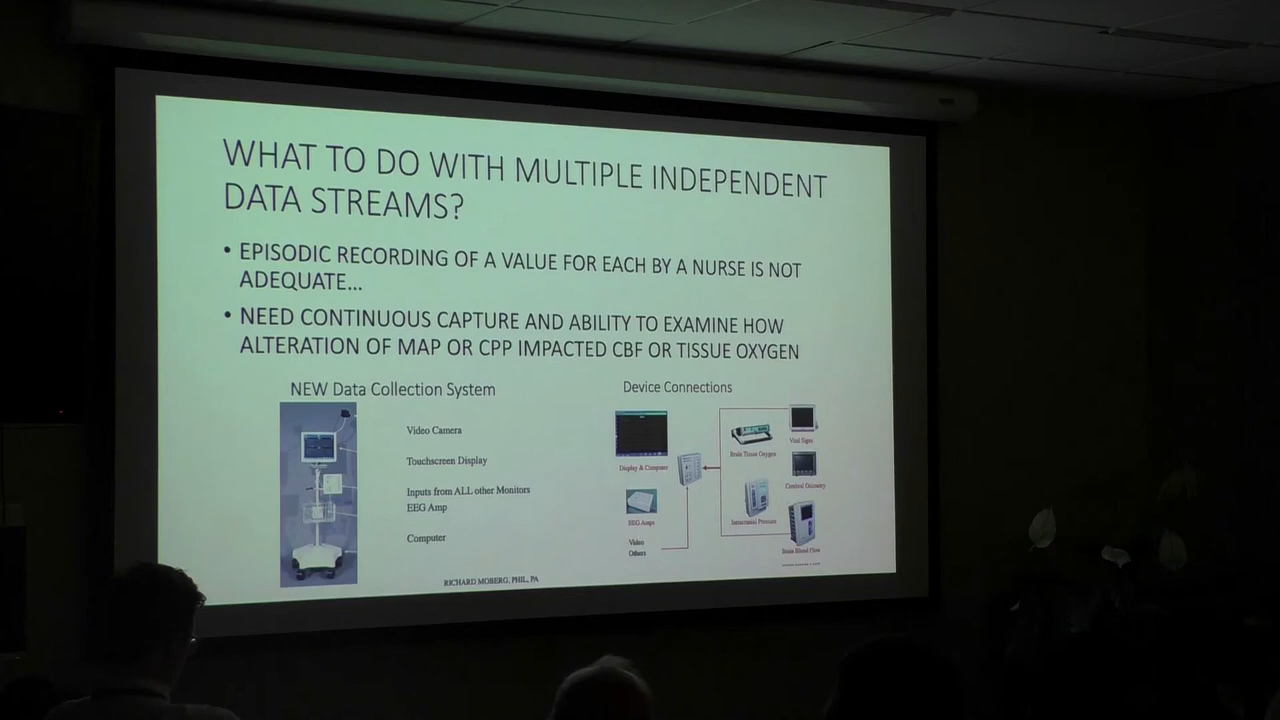 WHAT TO DO WITH MULTIPLE INDEPENDENT
DATA STREAMS?
• EPISODIC RECORDING OF A VALUE FOR EACH BY A NURSE IS NOT
ADEQUATE...
• NEED CONTINUOUS CAPTURE AND ABILITY TO EXAMINE HOW
ALTERATION OF MAP OR CPP IMPACTED CBF OR TISSUE OXYGEN
NEW Data Collection System
Video Camera
Touchscreen Display
Inputs from ALL other Monitors
EEG Amp
Computer
RICHARD MOBERG, PHIL, PA
Device Connections
Display & Computer
EEG Amps
Video
Others
Brain Tissue Oxygen
Intracranial Pressure
Vital Signs
Cerebral Oximetry
Brain Blood Flow